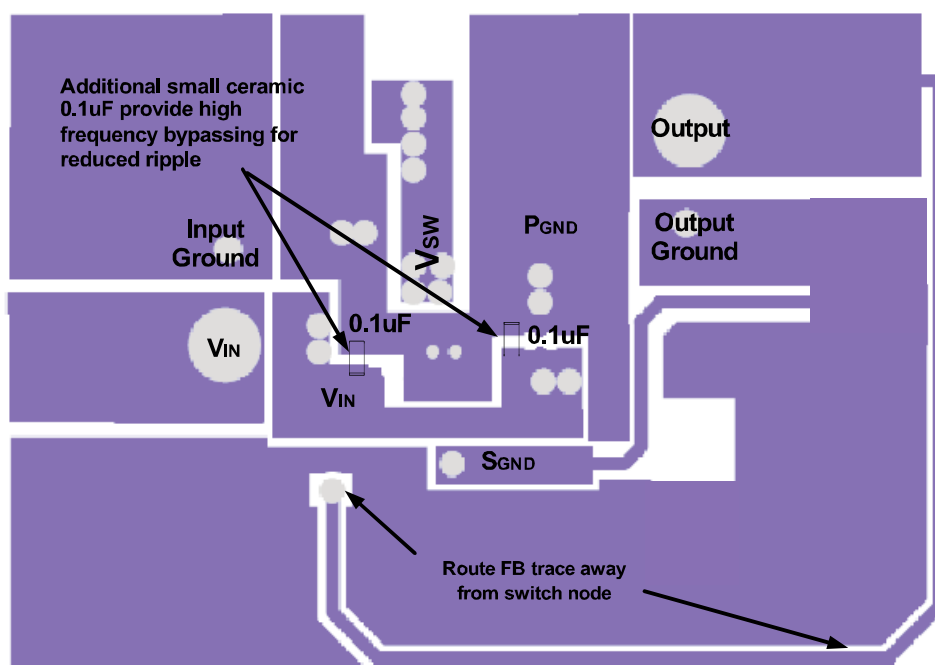 Additional small ceramic
0.1uF provide high
frequency bypassing for
reduced ripple
Output
Input
Ground
VSW
PGND
Output
Ground
0.1uF
0.1uF
VIN
VIN
SGND
Route FB trace away
from switch node